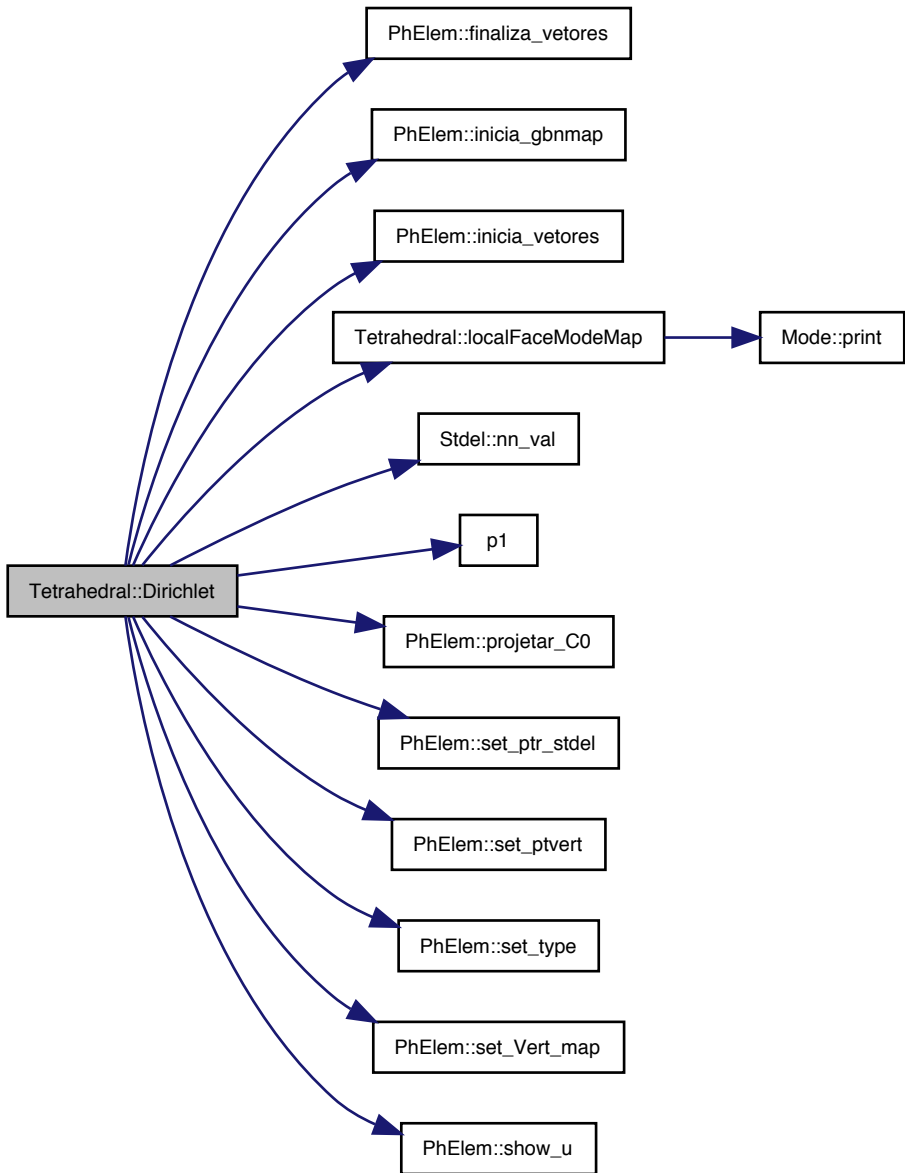 PhElem::finaliza_vetores
PhElem::inicia_gbnmap
PhElem::inicia_vetores
Tetrahedral::localFaceModeMap
Mode::print
Stdel::nn_val
p1
Tetrahedral::Dirichlet
PhElem::projetar_C0
PhElem::set_ptr_stdel
PhElem::set_ptvert
PhElem::set_type
PhElem::set_Vert_map
PhElem::show_u